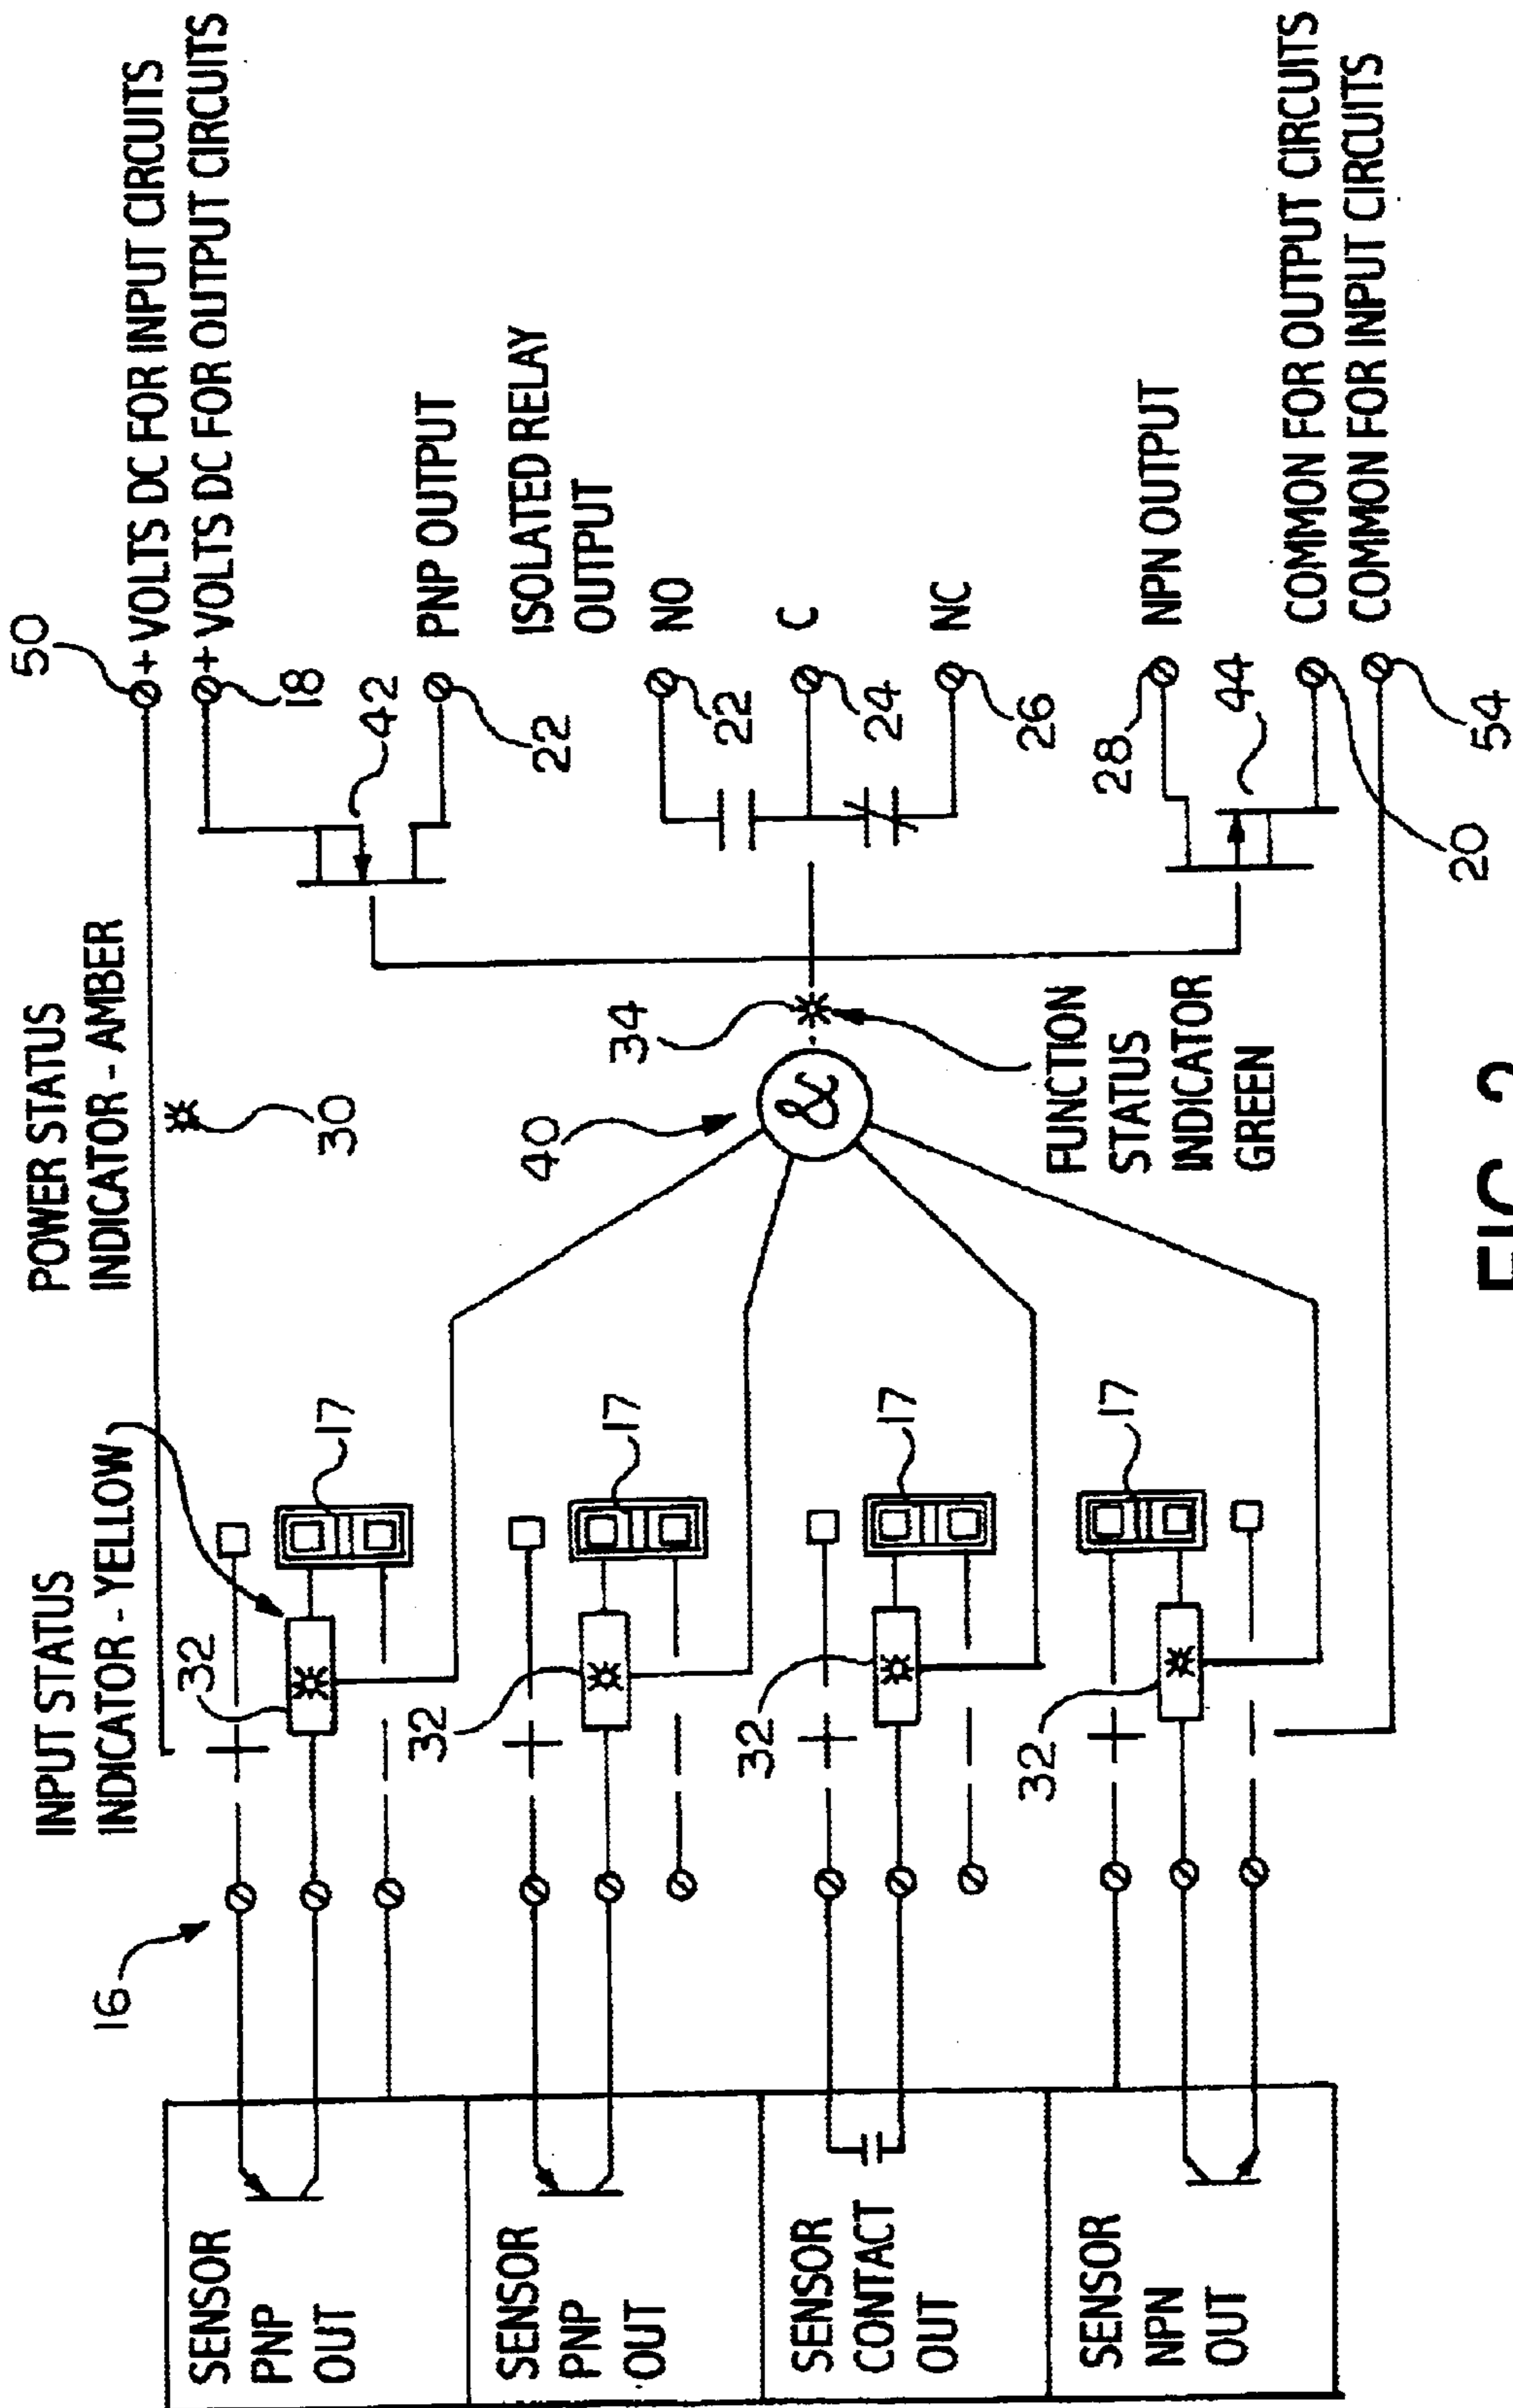 INPUT STATUS
INDICATOR - YELLOW
POWER STATUS
INDICATOR - AMBER
50
+ VOLTS DC FOR INPUT CIRCUITS
+ VOLTS DC FOR OUTPUT CIRCUITS
18
42
PNP OUTPUT
22
ISOLATED RELAY
OUTPUT
NO
22
C
24
NC
26
28
NPN OUTPUT
44
COMMON FOR OUTPUT CIRCUITS
20
COMMON FOR INPUT CIRCUITS
54
16
30
32
17
32
17
32
17
32
17
40
&
34
FUNCTION
STATUS
INDICATOR
GREEN
SENSOR
PNP
OUT
SENSOR
PNP
OUT
SENSOR
CONTACT
OUT
SENSOR
NPN
OUT